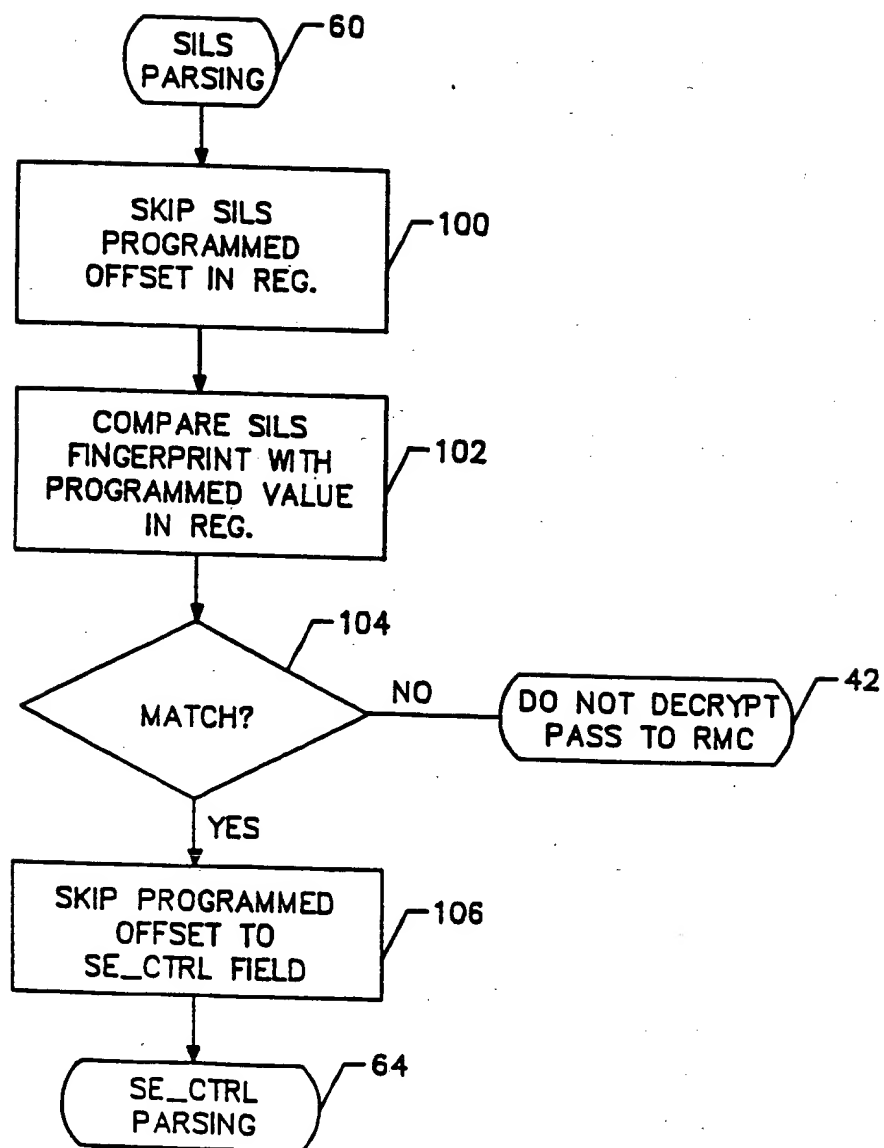 SILS
PARSING
60
SKIP SILS
PROGRAMMED
OFFSET IN REG.
100
COMPARE SILS
FINGERPRINT WITH
PROGRAMMED VALUE
IN REG.
102
104
MATCH?
NO
DO NOT DECRYPT
PASS TO RMC
42
YES
SKIP PROGRAMMED
OFFSET TO
SE_CTRL FIELD
106
SE_CTRL
PARSING
64